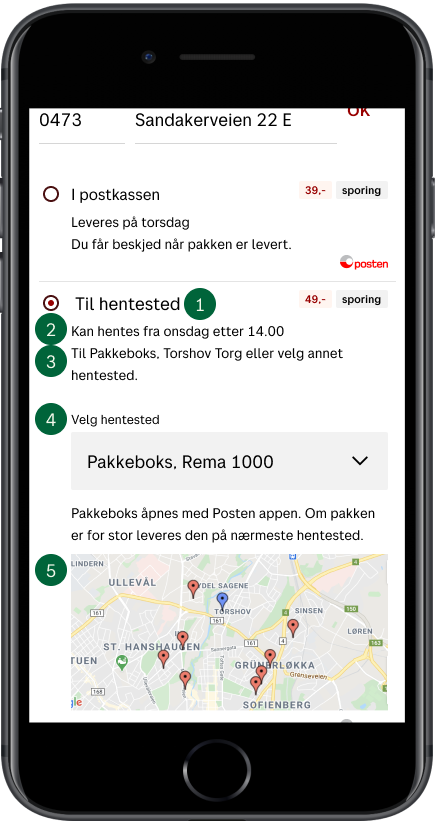 0473 Sandakerveien 22 E OK
I postkassen 39,- sporing
Leveres på torsdag
Du får beskjed når pakken er levert.
posten
Til hentested 1 49,- sporing
2 Kan hentes fra onsdag etter 14.00
3 Til Pakkeboks, Torshov Torg eller velg annet
hentested.
4 Velg hentested
Pakkeboks, Rema 1000
Pakkeboks åpnes med Posten appen. Om pakken
er for stor leveres den på nærmeste hentested.
5
LINDERN
ULLEVÅL
YDEL SAGENE
161
TORSHOV
SINSEN
150
161
LØREN
ST. HANSHAUGEN
TUEN
GRÜNERLØKKA
Grenseveien
168
SOFIENBERG
gle